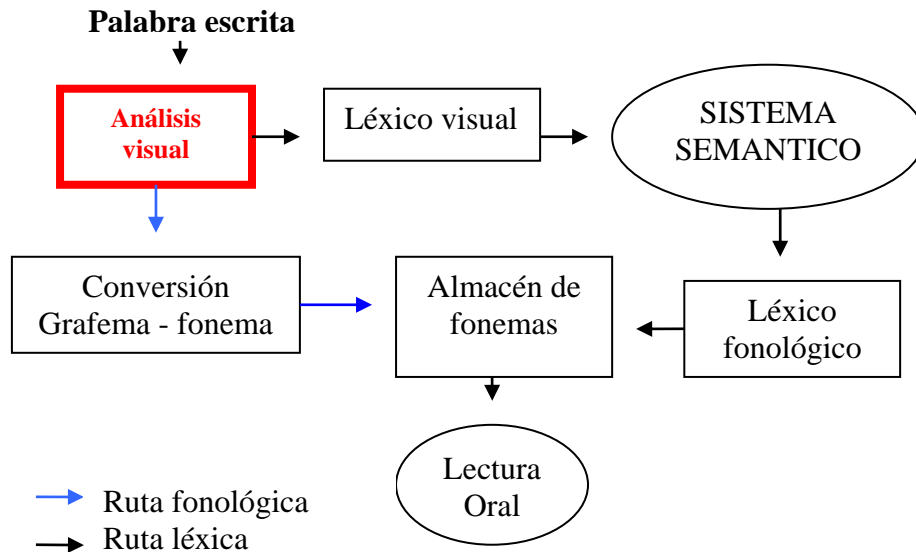 Palabra escrita
Análisis
visual
Léxico visual
SISTEMA
SEMANTICO
Conversión
Grafema - fonema
Almacén de
fonemas
Léxico
fonológico
Lectura
Oral
Ruta fonológica
Ruta léxica